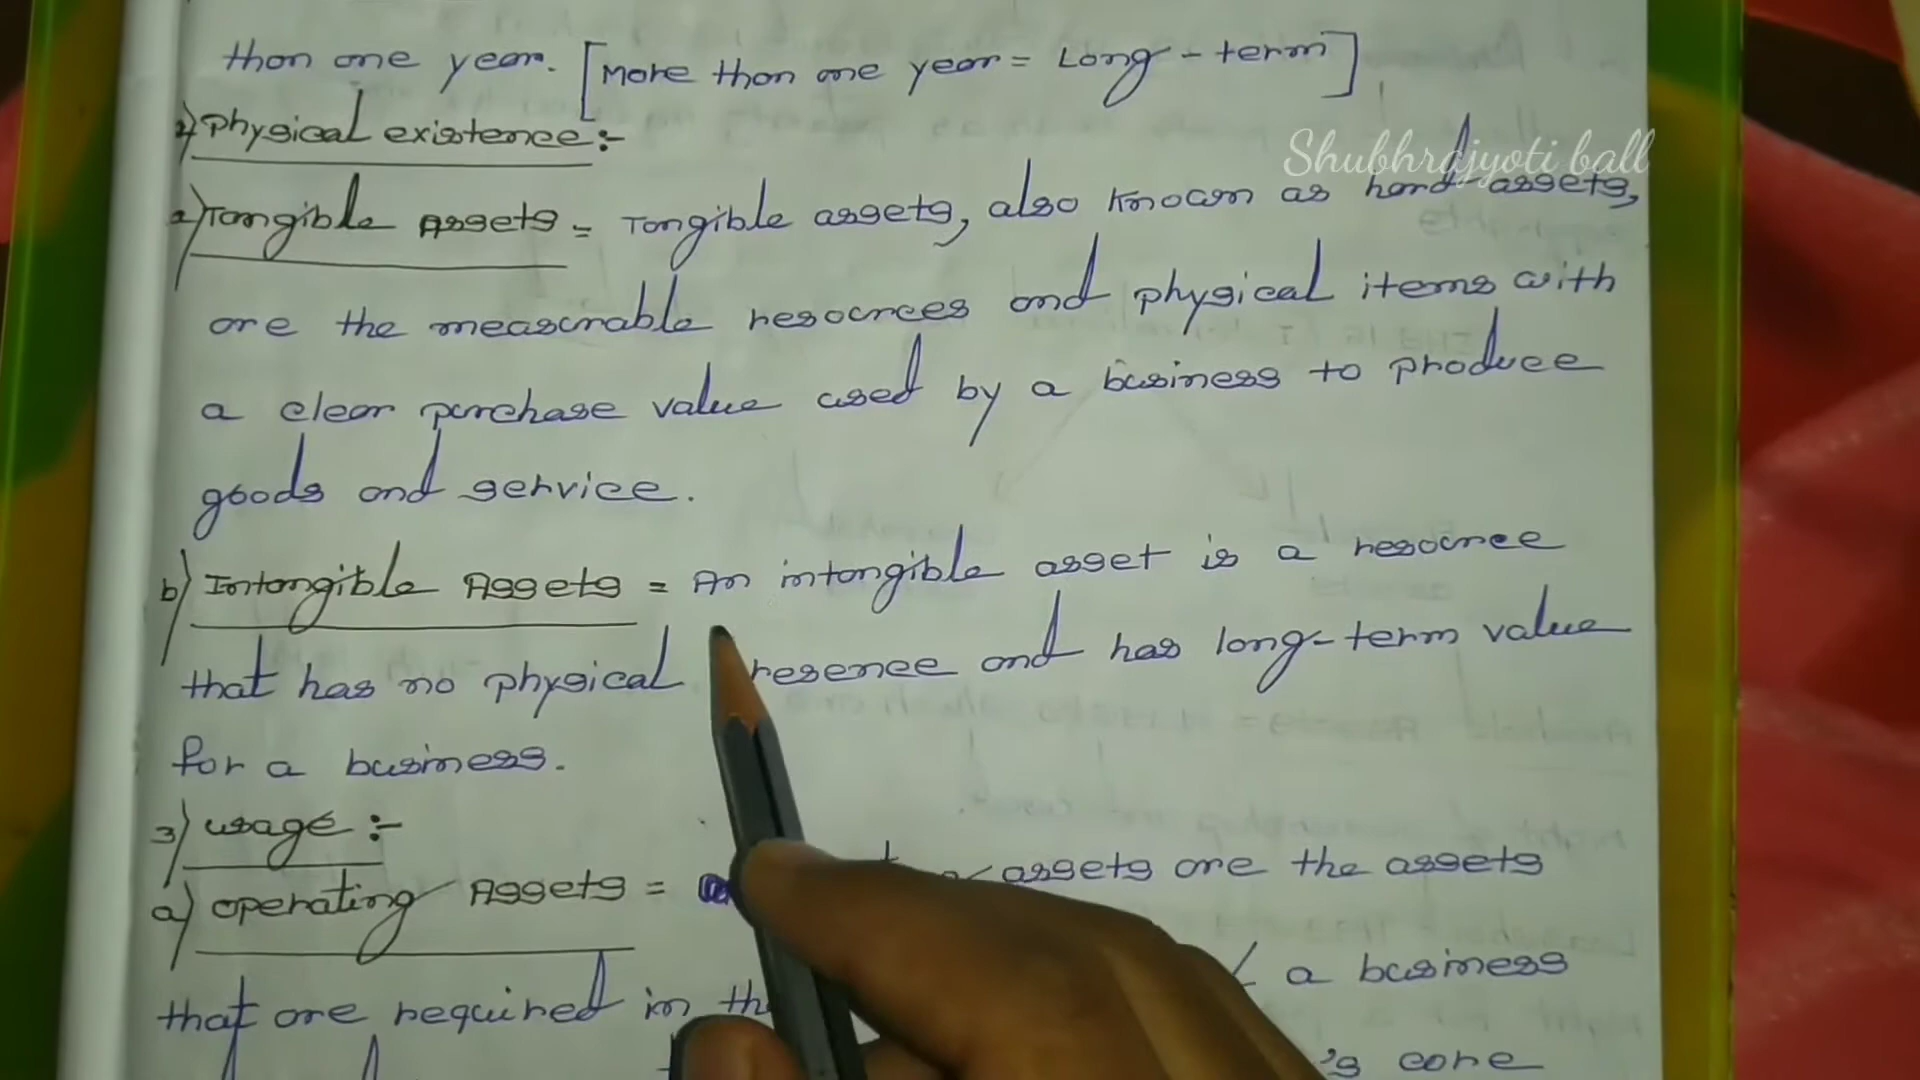 than one year. [More than one year = Long-term]
2) Physical existence :-
Shubhrajyoti ball
a) Tangible Assets = Tangible assets, also known as hard assets,
are the measurable resources and physical items with
a clear purchase value used by a business to produce
goods and service.
b) Intangible Assets = An intangible asset is a resource
that has no physical resence and has long-term value
for a business.
3) usage :-
a) operating Assets = assets are the assets
that are required in the a business
's core